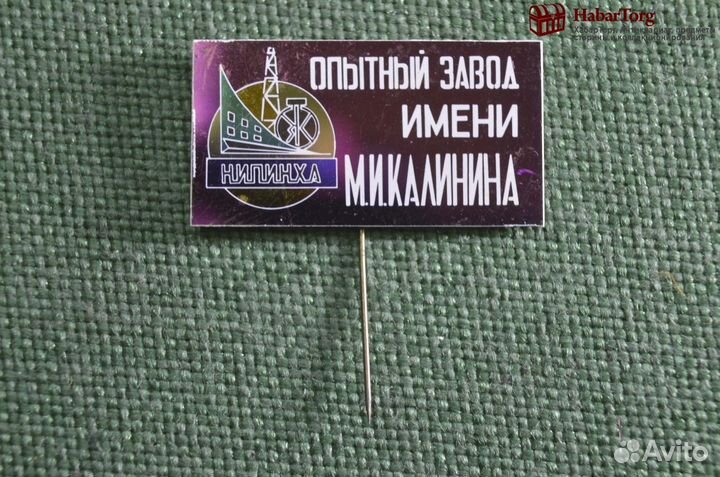 HabarTorg
ОПЫТНЫЙ ЗАВОД
ИМЕНИ
М.И.КАЛИНИНА
НИПИНХА
Avito